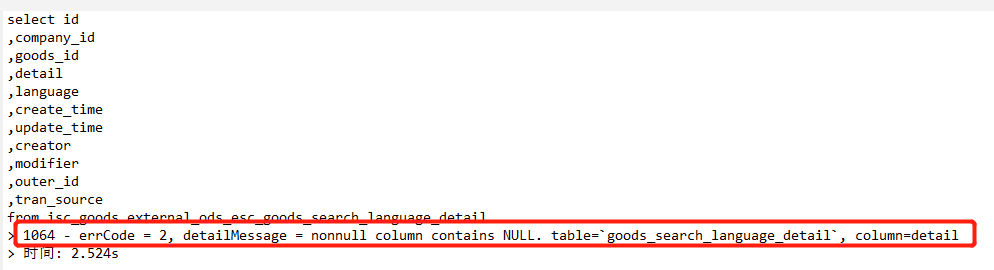 select id
,company_id
,goods_id
,detail
,language
,create_time
,update_time
,creator
,modifier
,outer_id
,tran_source
from isc_goods_external_ods_esc_goods_search_language_detail
> 1064 - errCode = 2, detailMessage = nonnull column contains NULL. table=`goods_search_language_detail`, column=detail
> 时间: 2.524s